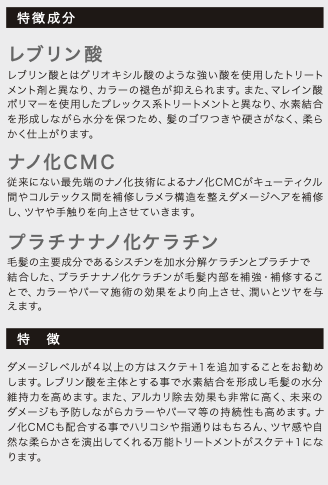 特徴成分
レブリン酸
レブリン酸とはグリオキシル酸のような強い酸を使用したトリート
メント剤と異なり、カラーの褪色が抑えられます。また、マレイン酸
ポリマーを使用したプレックス系トリートメントと異なり、水素結合
を形成しながら水分を保つため、髪のゴワつきや硬さがなく、柔ら
かく仕上がります。
ナノ化CMC
従来にない最先端のナノ化技術によるナノ化CMCがキューティクル
間やコルテックス間を補修しラメラ構造を整えダメージヘアを補修
し、ツヤや手触りを向上させていきます。
プラチナナノ化ケラチン
毛髪の主要成分であるシスチンを加水分解ケラチンとプラチナで
結合した、プラチナナノ化ケラチンが毛髪内部を補強・補修するこ
とで、カラーやパーマ施術の効果をより向上させ、潤いとツヤを与
えます。
特 徴
ダメージレベルが4以上の方はスクテ+1を追加することをお勧め
します。レブリン酸を主体とする事で水素結合を形成し毛髪の水分
維持力を高めます。また、アルカリ除去効果も非常に高く、未来の
ダメージも予防しながらカラーやパーマ等の持続性も高めます。ナ
ノ化CMCも配合する事でハリコシや指通りはもちろん、ツヤ感や自
然な柔らかさを演出してくれる万能トリートメントがスクテ+1にな
ります。